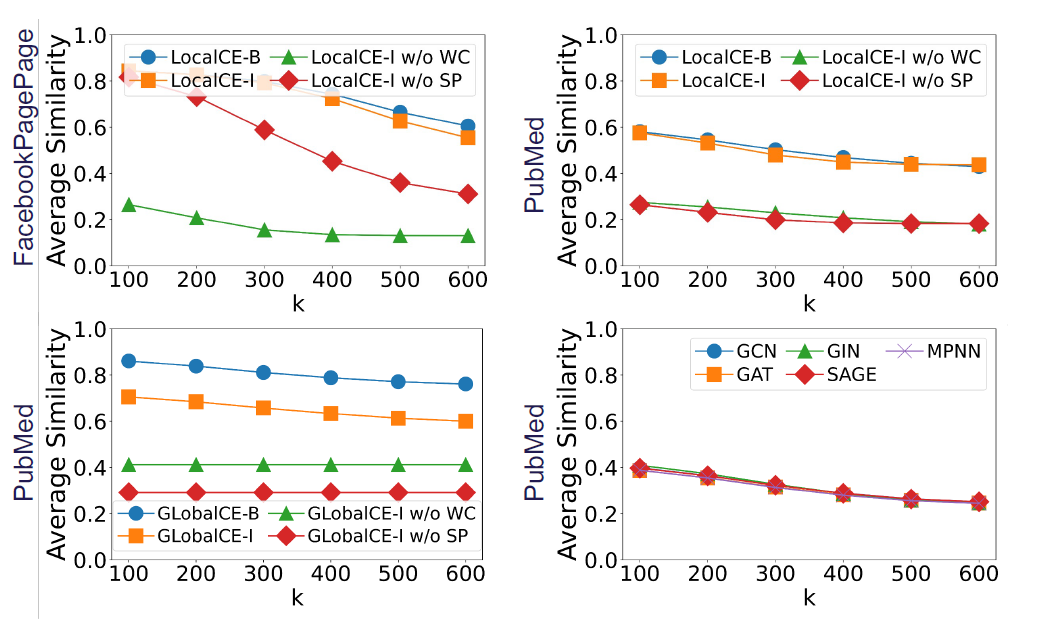 FacebookPagePage
Average Similarity
1.0
0.8
0.6
0.4
0.2
0.0
LocalCE-B
LocalCE-I w/o WC
LocalCE-I
LocalCE-I w/o SP
100 200 300 400 500 600
k
PubMed
Average Similarity
1.0
0.8
0.6
0.4
0.2
0.0
LocalCE-B
LocalCE-I w/o WC
LocalCE-I
LocalCE-I w/o SP
100 200 300 400 500 600
k
PubMed
Average Similarity
1.0
0.8
0.6
0.4
0.2
0.0
GLobalCE-B
GLobalCE-I w/o WC
GLobalCE-I
GLobalCE-I w/o SP
100 200 300 400 500 600
k
PubMed
Average Similarity
1.0
0.8
0.6
0.4
0.2
0.0
GCN
GIN
MPNN
GAT
SAGE
100 200 300 400 500 600
k